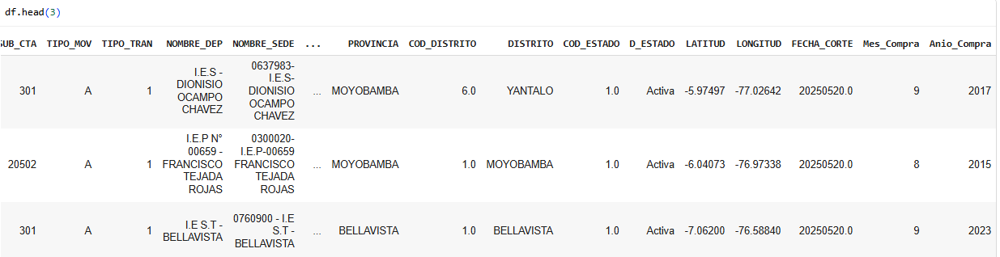 df.head(3)
SUB_CTA TIPO_MOV TIPO_TRAN NOMBRE_DEP NOMBRE_SEDE ... PROVINCIA COD_DISTRITO DISTRITO COD_ESTADO D_ESTADO LATITUD LONGITUD FECHA_CORTE Mes_Compra Anio_Compra
I.E.S -
DIONISIO
OCAMPO
CHAVEZ
0637983-
I.E.S-
DIONISIO
OCAMPO
CHAVEZ
301 A 1 ... MOYOBAMBA 6.0 YANTALO 1.0 Activa -5.97497 -77.02642 20250520.0 9 2017
I.E.P N°
00659 -
FRANCISCO
TEJADA
ROJAS
0300020-
I.E.P-00659
FRANCISCO
TEJADA
ROJAS
20502 A 1 ... MOYOBAMBA 1.0 MOYOBAMBA 1.0 Activa -6.04073 -76.97338 20250520.0 8 2015
I.E S.T -
BELLAVISTA
0760900 - I.E
S.T -
BELLAVISTA
301 A 1 ... BELLAVISTA 1.0 BELLAVISTA 1.0 Activa -7.06200 -76.58840 20250520.0 9 2023